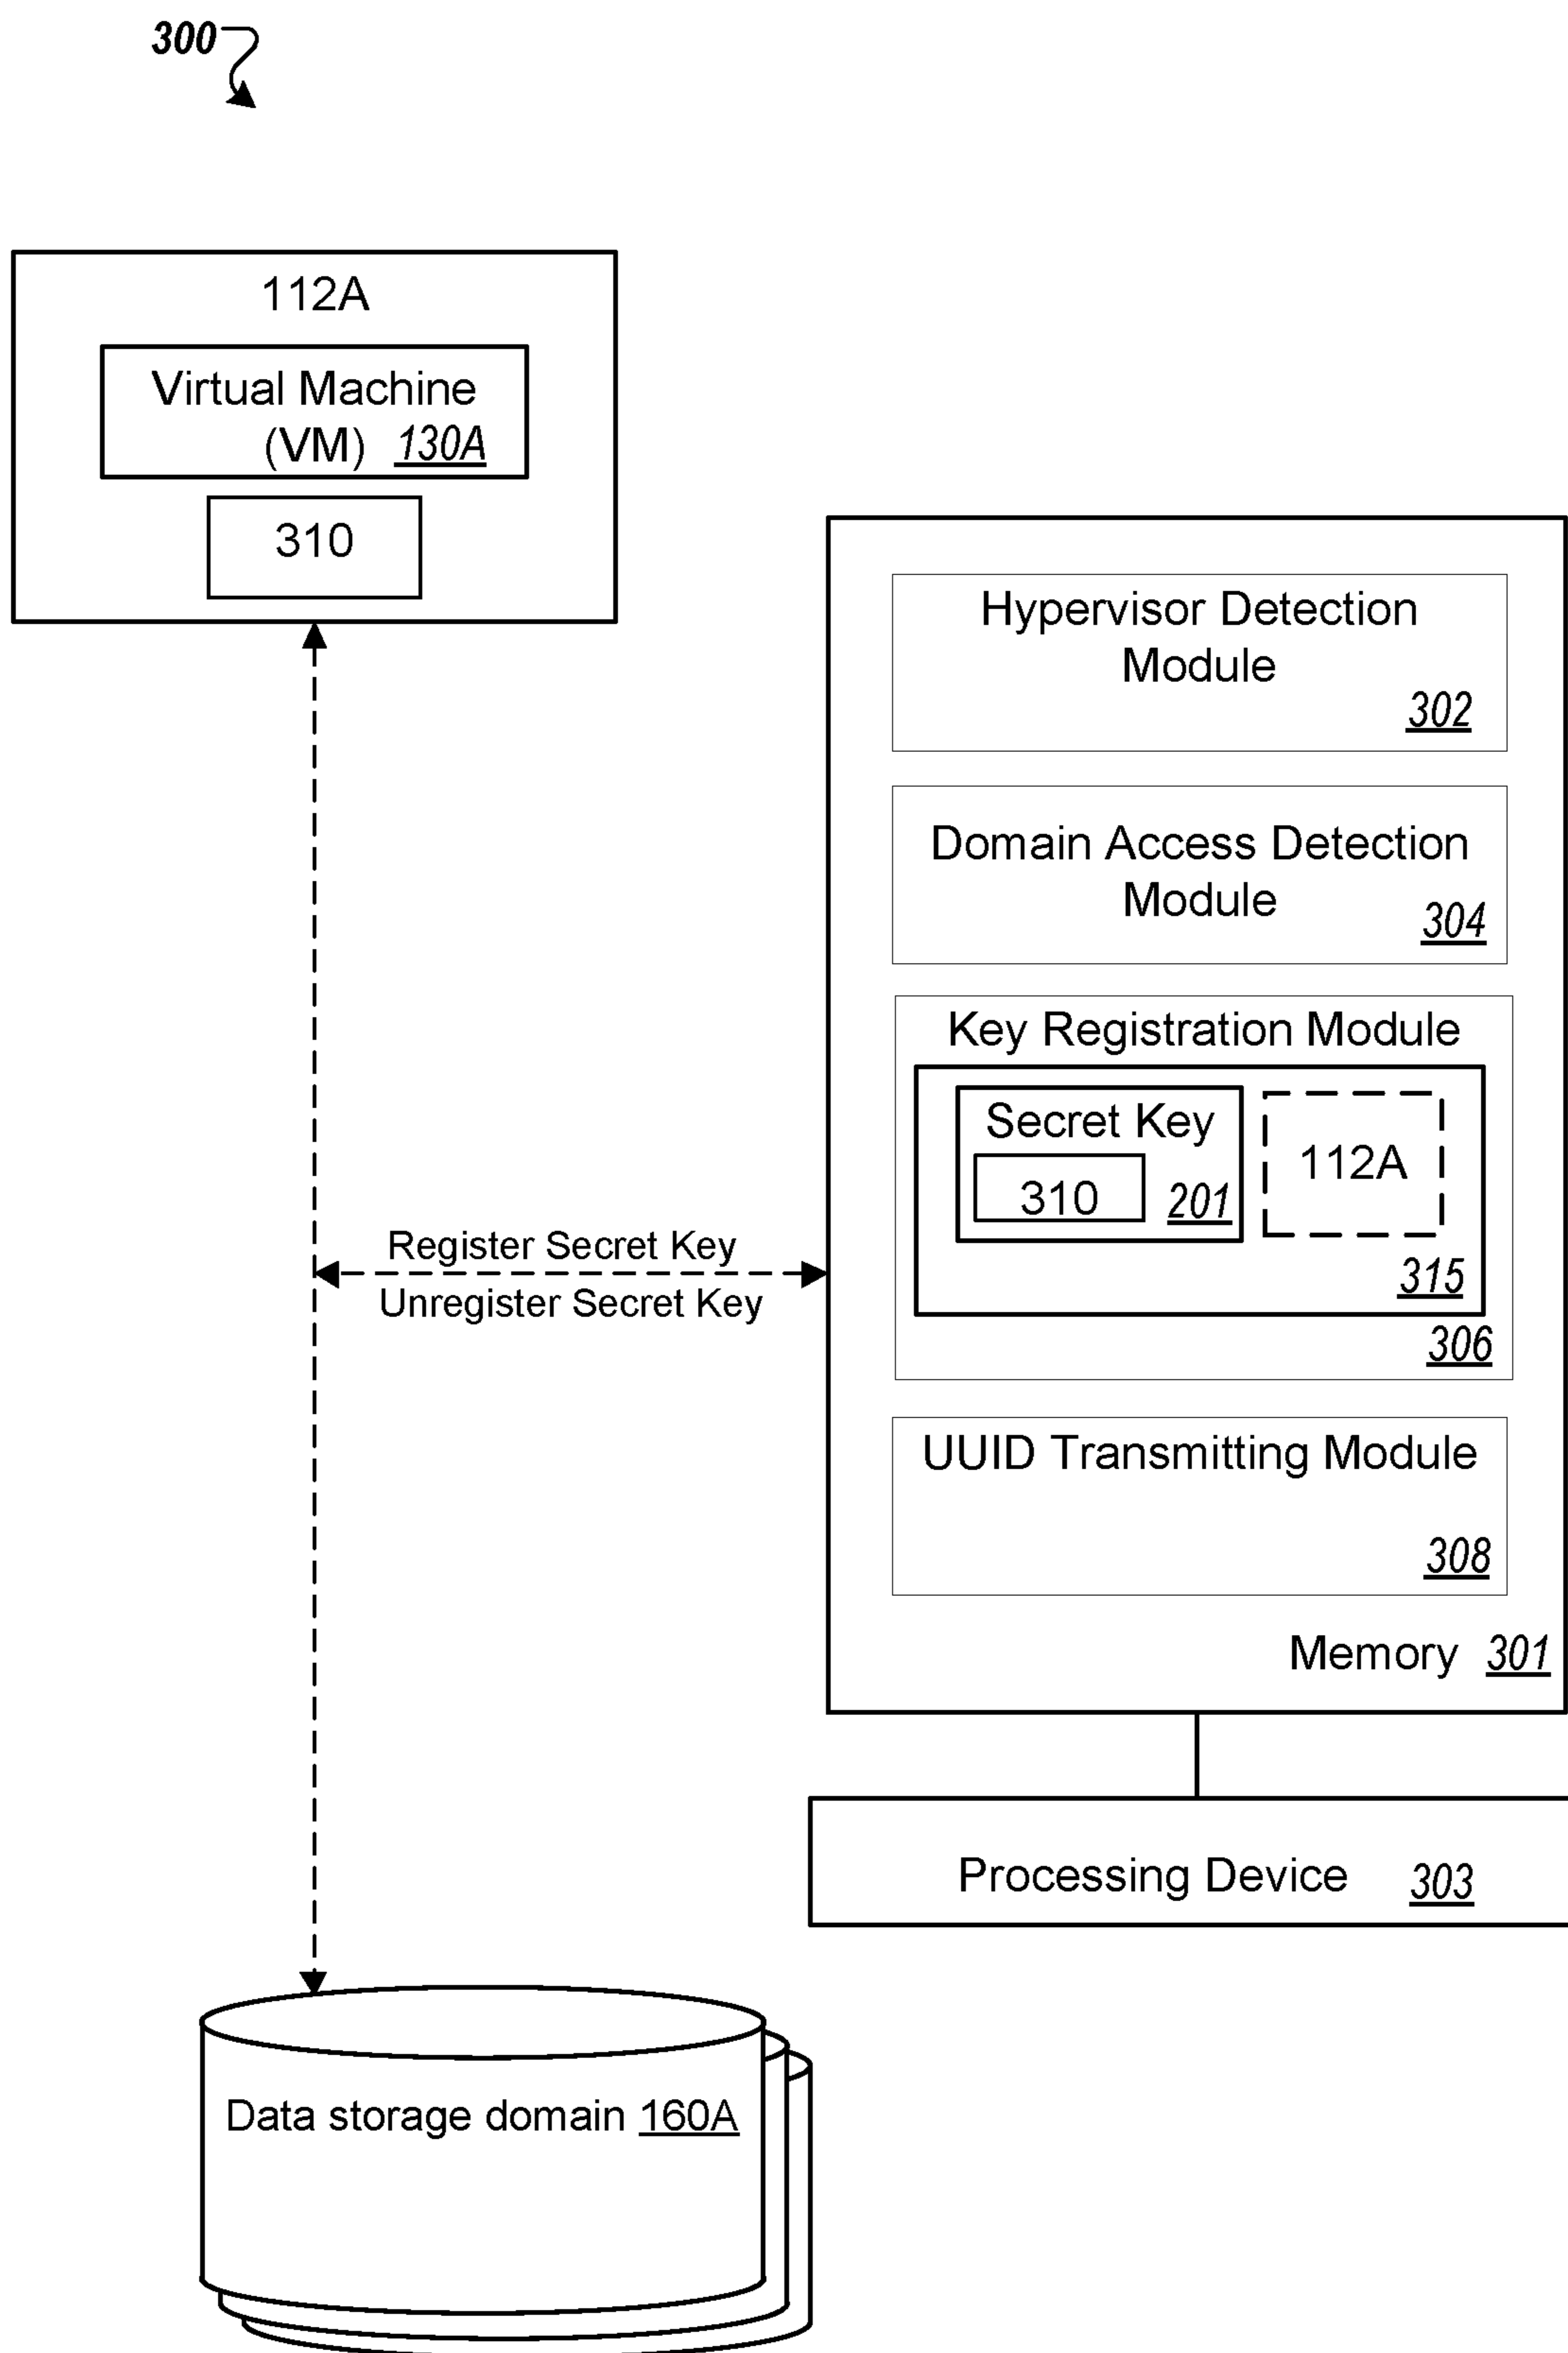 300
112A
Virtual Machine
(VM) 130A
310
Hypervisor Detection
Module
302
Domain Access Detection
Module
304
Key Registration Module
Secret Key
310
201
112A
315
306
Register Secret Key
Unregister Secret Key
UUID Transmitting Module
308
Memory 301
Processing Device 303
Data storage domain 160A